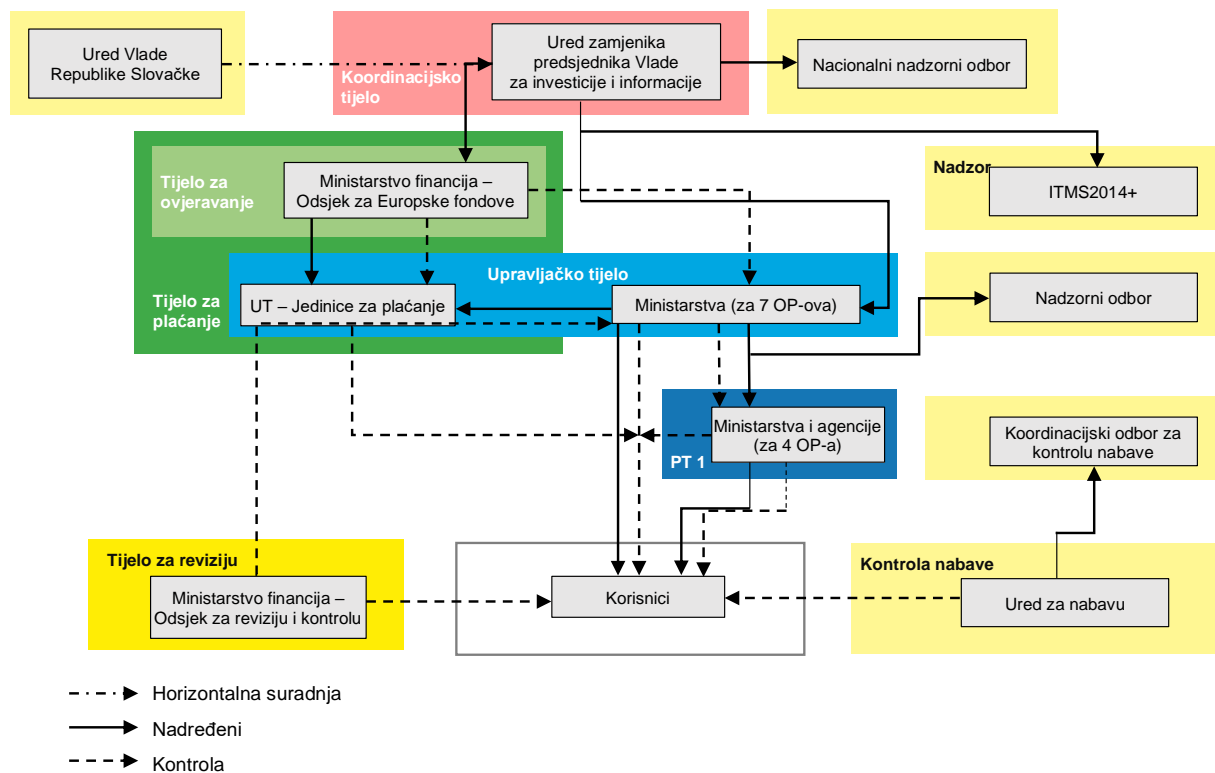 Ured Vlade
Republike Slovačke
Koordinacijsko
tijelo
Ured zamjenika
predsjednika Vlade
za investicije i informacije
Nacionalni nadzorni odbor
Tijelo za
ovjeravanje
Ministarstvo financija –
Odsjek za Europske fondove
Nadzor
ITMS2014+
Upravljačko tijelo
Tijelo za
plaćanje
UT – Jedinice za plaćanje
Ministarstva (za 7 OP-ova)
Nadzorni odbor
Ministarstva i agencije
(za 4 OP-a)
PT 1
Koordinacijski odbor za
kontrolu nabave
Tijelo za reviziju
Ministarstvo financija –
Odsjek za reviziju i kontrolu
Korisnici
Kontrola nabave
Ured za nabavu
Horizontalna suradnja
Nadređeni
Kontrola